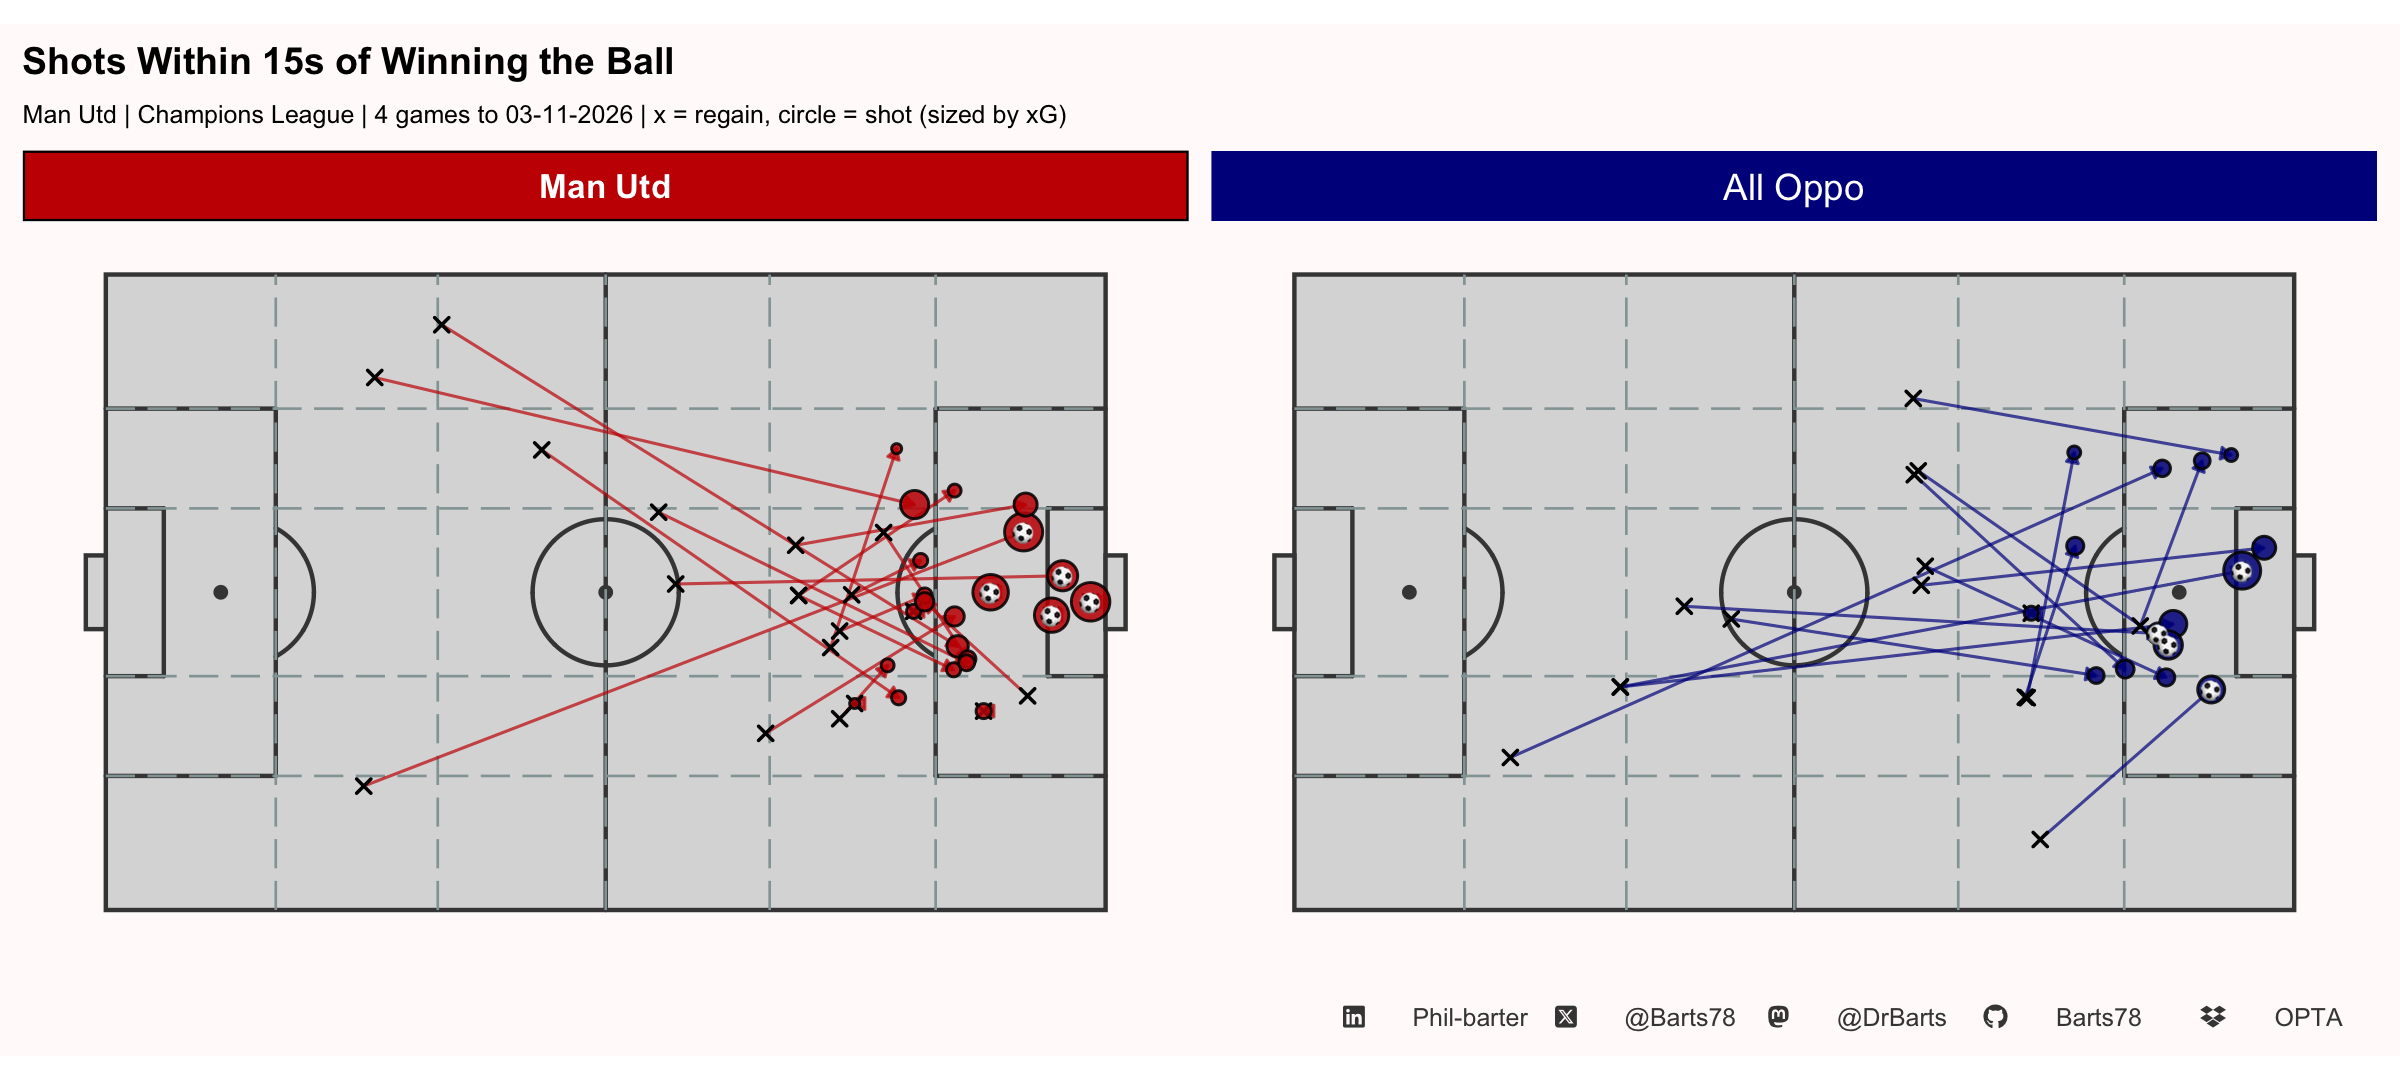 Shots Within 15s of Winning the Ball
Man Utd | Champions League | 4 games to 03-11-2026 | x = regain, circle = shot (sized by xG)
Man Utd
All Oppo
Phil-barter @Barts78 @DrBarts Barts78 OPTA